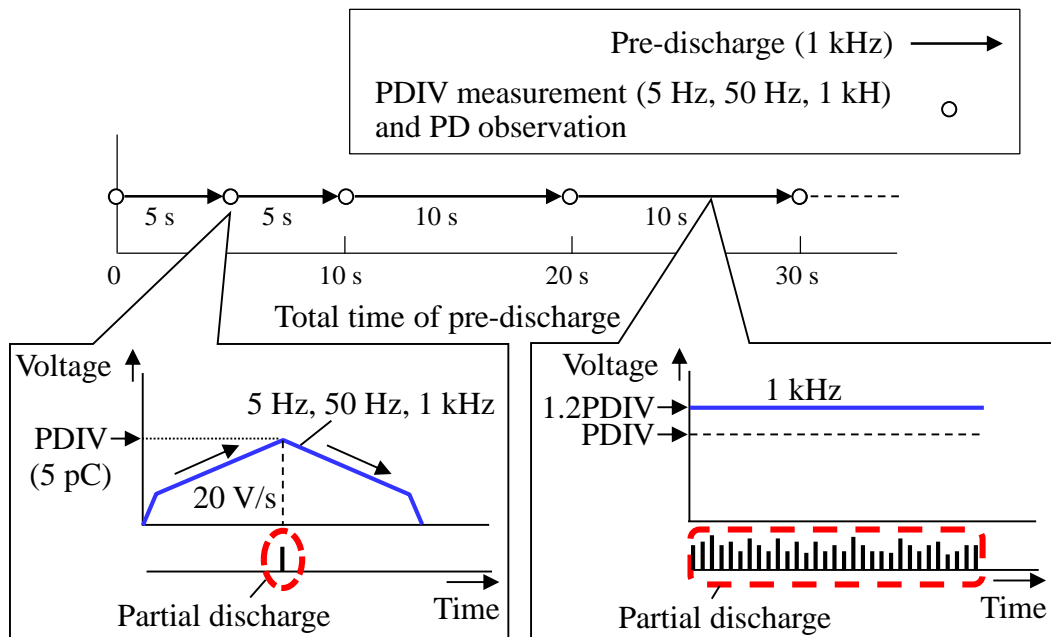 Pre-discharge (1 kHz)
PDIV measurement (5 Hz, 50 Hz, 1 kH)
and PD observation
5 s
5 s
10 s
10 s
0
10 s
20 s
30 s
Total time of pre-discharge
Voltage
5 Hz, 50 Hz, 1 kHz
PDIV
(5 pC)
20 V/s
Partial discharge
Time
Voltage
1 kHz
1.2PDIV
PDIV
Partial discharge
Time